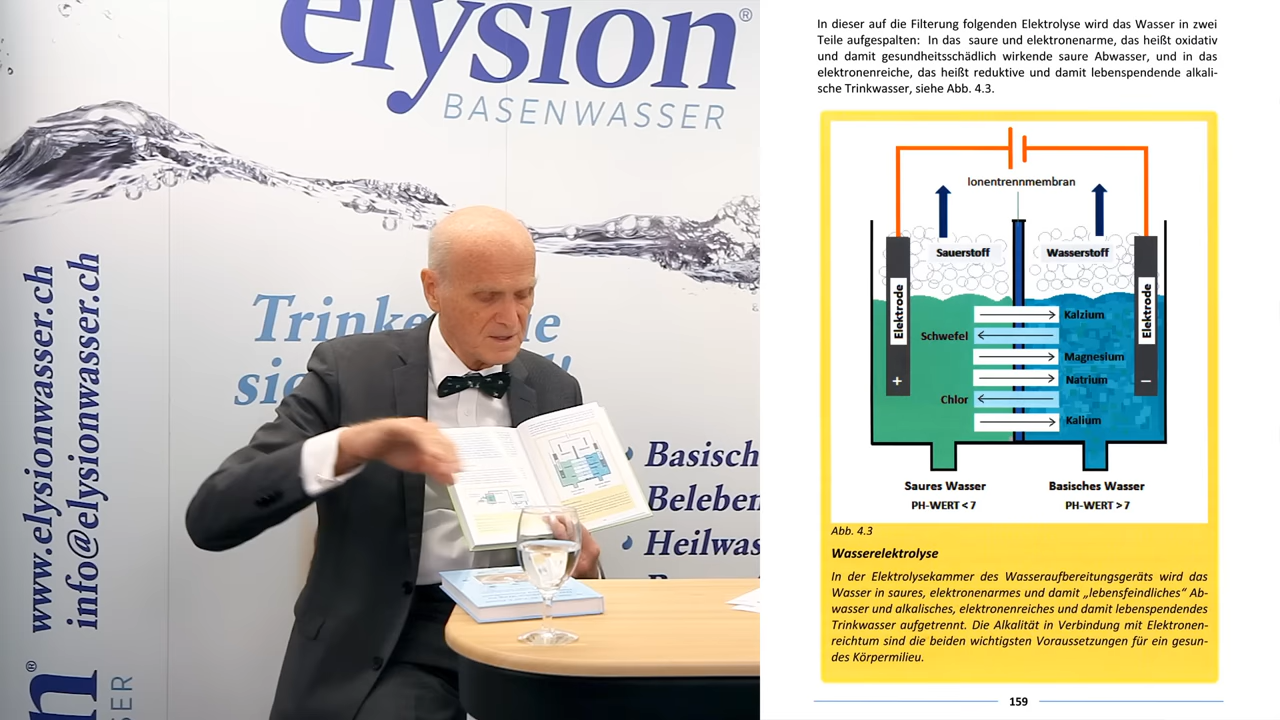 elysion®
BASENWASSER
www.elysionwasser.ch
info@elysionwasser.ch
Basisch
Beleben
Heilwas
In dieser auf die Filterung folgenden Elektrolyse wird das Wasser in zwei
Teile aufgespalten: In das saure und elektronenarme, das heißt oxidativ
und damit gesundheitsschädlich wirkende saure Abwasser, und in das
elektronenreiche, das heißt reduktive und damit lebenspendende alkali-
sche Trinkwasser, siehe Abb. 4.3.
Ionentrennmembran
Sauerstoff
Wasserstoff
Elektrode
Elektrode
Kalzium
Schwefel
Magnesium
Natrium
Chlor
Kalium
+
−
Saures Wasser
Basisches Wasser
PH-WERT < 7
PH-WERT > 7
Abb. 4.3
Wasserelektrolyse
In der Elektrolysekammer des Wasseraufbereitungsgeräts wird das
Wasser in saures, elektronenarmes und damit „lebensfeindliches“ Ab-
wasser und alkalisches, elektronenreiches und damit lebenspendendes
Trinkwasser aufgetrennt. Die Alkalität in Verbindung mit Elektronen-
reichtum sind die beiden wichtigsten Voraussetzungen für ein gesun-
des Körpermilieu.
159